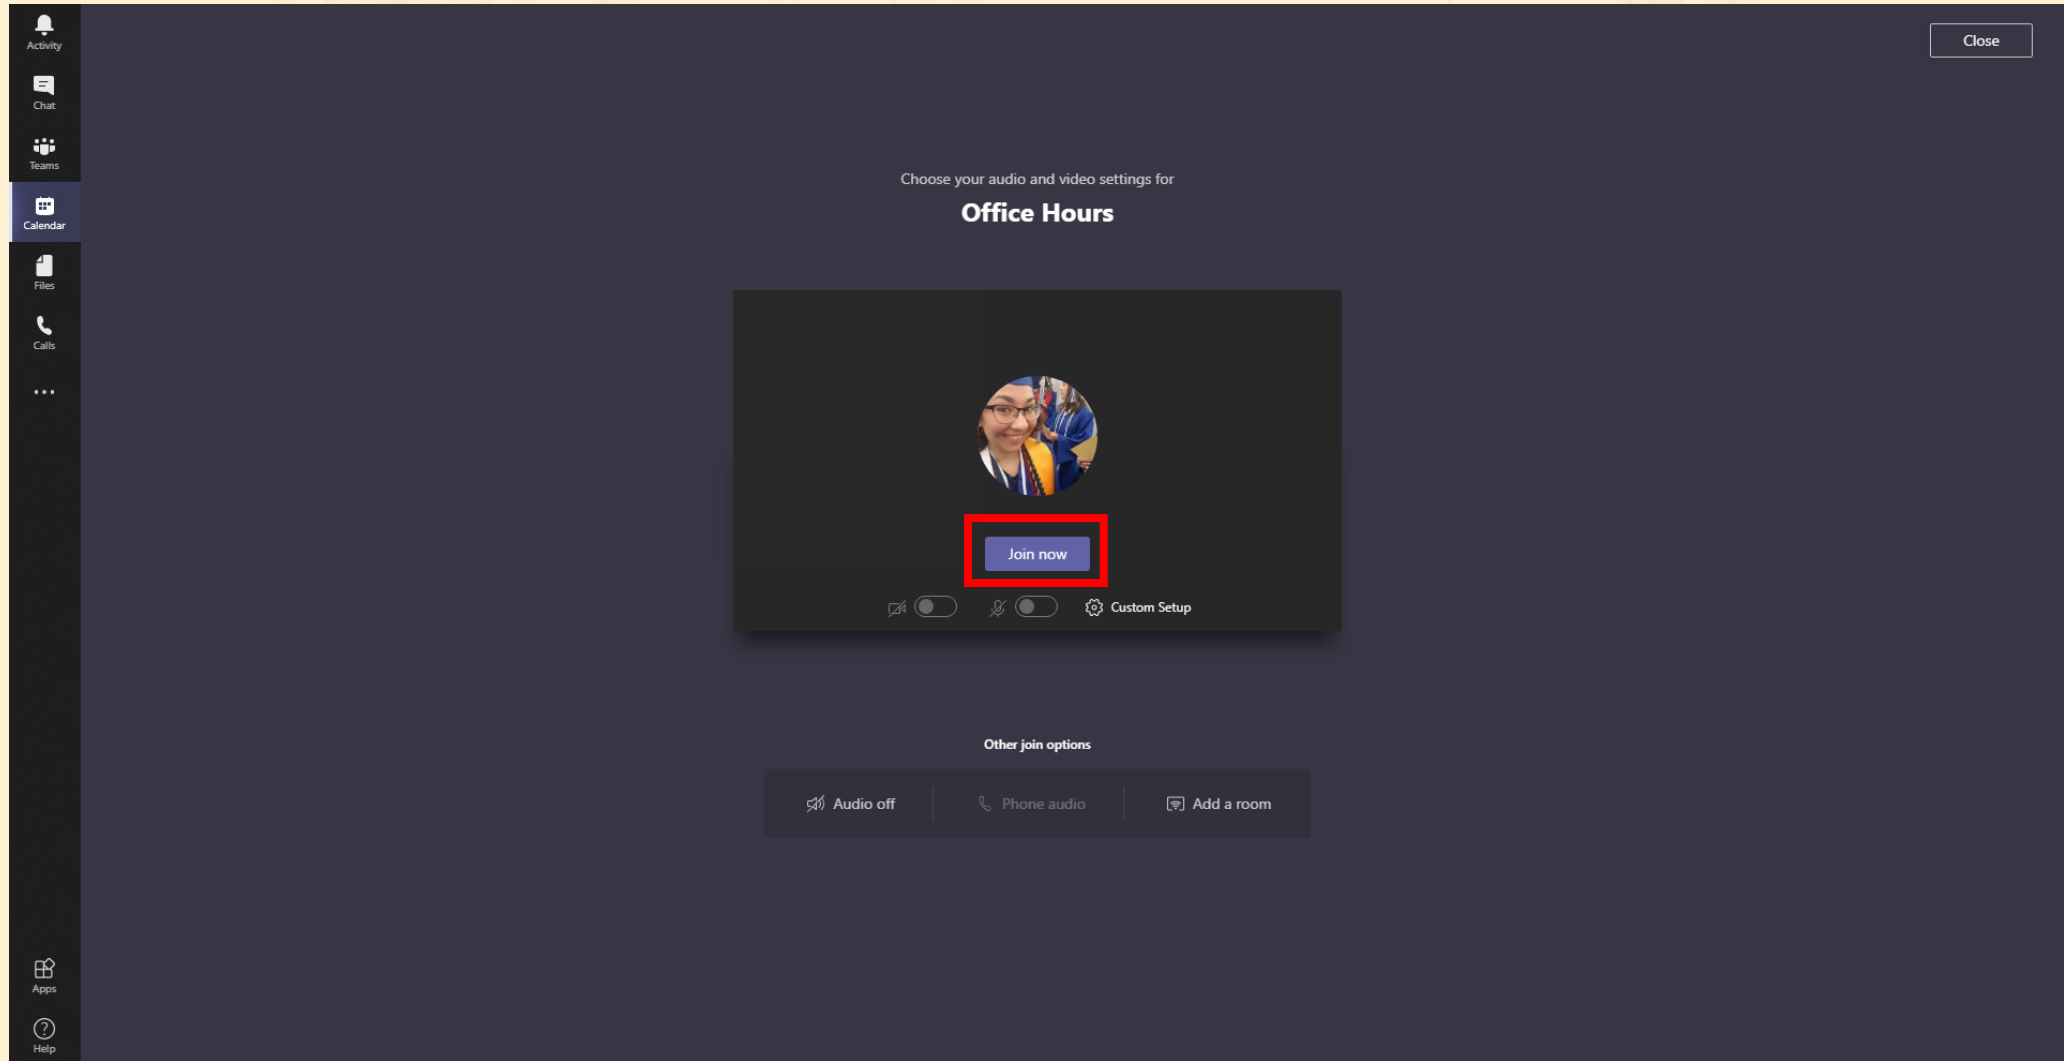 Activity
Chat
Teams
Calendar
Files
Calls
Apps
Help
Close
Choose your audio and video settings for
Office Hours
Join now
Custom Setup
Other join options
Audio off
Phone audio
Add a room